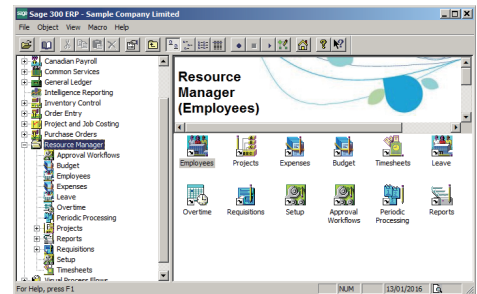 Sage 300 ERP - Sample Company Limited
File Object View Macro Help
Canadian Payroll
Common Services
General Ledger
Intelligence Reporting
Inventory Control
Order Entry
Project and Job Costing
Purchase Orders
Resource Manager
Approval Workflows
Budget
Employees
Expenses
Leave
Overtime
Periodic Processing
Projects
Reports
Requisitions
Setup
Timesheets
Virtual Process Flows
Resource
Manager
(Employees)
Employees Projects Expenses Budget Timesheets Leave
Overtime Requisitions Setup Approval Workflows Periodic Processing Reports
For Help, press F1 NUM 13/01/2016